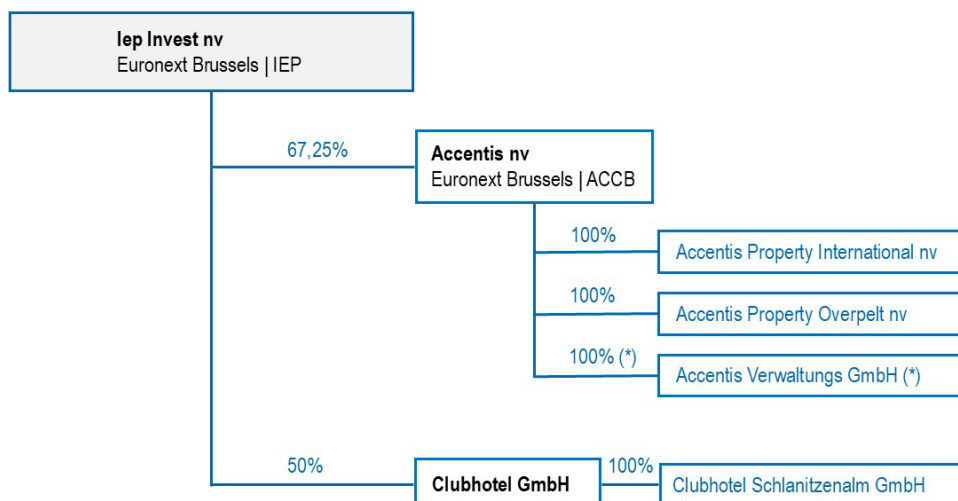 Iep Invest nv
Euronext Brussels | IEP
67,25%
Accentis nv
Euronext Brussels | ACCB
100%
Accentis Property International nv
100%
Accentis Property Overpelt nv
100% (*)
Accentis Verwaltungs GmbH (*)
50%
Clubhotel GmbH
100%
Clubhotel Schlanitzenalm GmbH